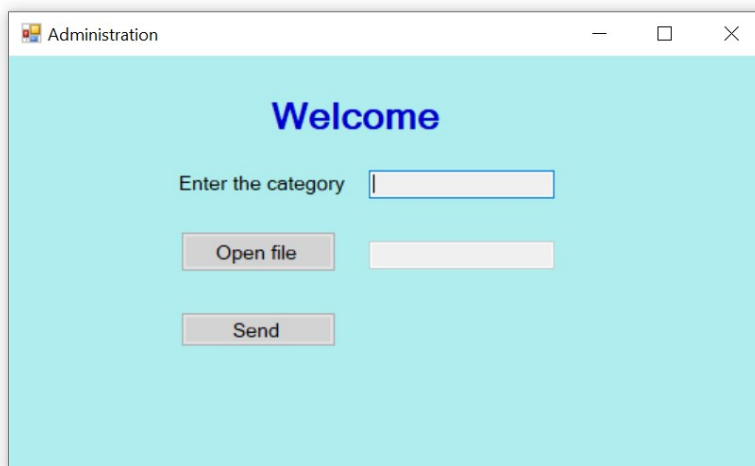 Administration
Welcome
Enter the category
Open file
Send